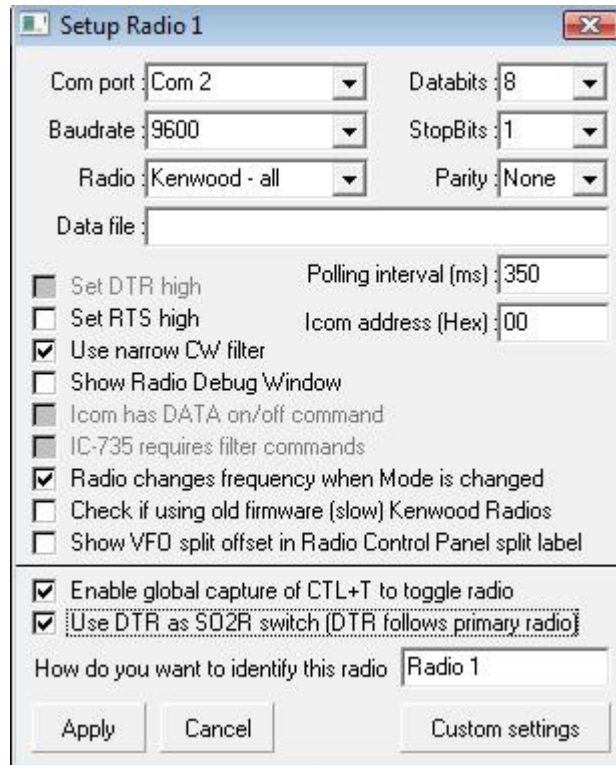 Setup Radio 1
Com port : Com 2 Databits : 8
Baudrate : 9600 StopBits : 1
Radio : Kenwood - all Parity : None
Data file :
Polling interval (ms) : 350
Set DTR high
Set RTS high Icom address (Hex) : 00
Use narrow CW filter
Show Radio Debug Window
Icom has DATA on/off command
IC-735 requires filter commands
Radio changes frequency when Mode is changed
Check if using old firmware (slow) Kenwood Radios
Show VFO split offset in Radio Control Panel split label
Enable global capture of CTL+T to toggle radio
Use DTR as SO2R switch (DTR follows primary radio)
How do you want to identify this radio Radio 1
Apply Cancel Custom settings